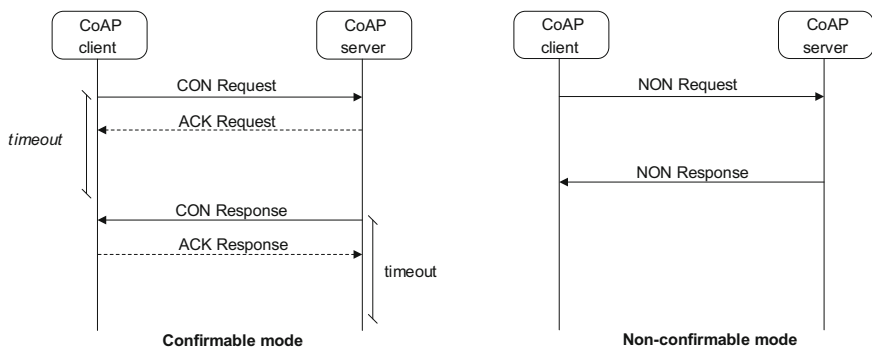 CoAP
client
CoAP
server
CON Request
ACK Request
timeout
CON Response
ACK Response
timeout
Confirmable mode
CoAP
client
CoAP
server
NON Request
NON Response
Non-confirmable mode